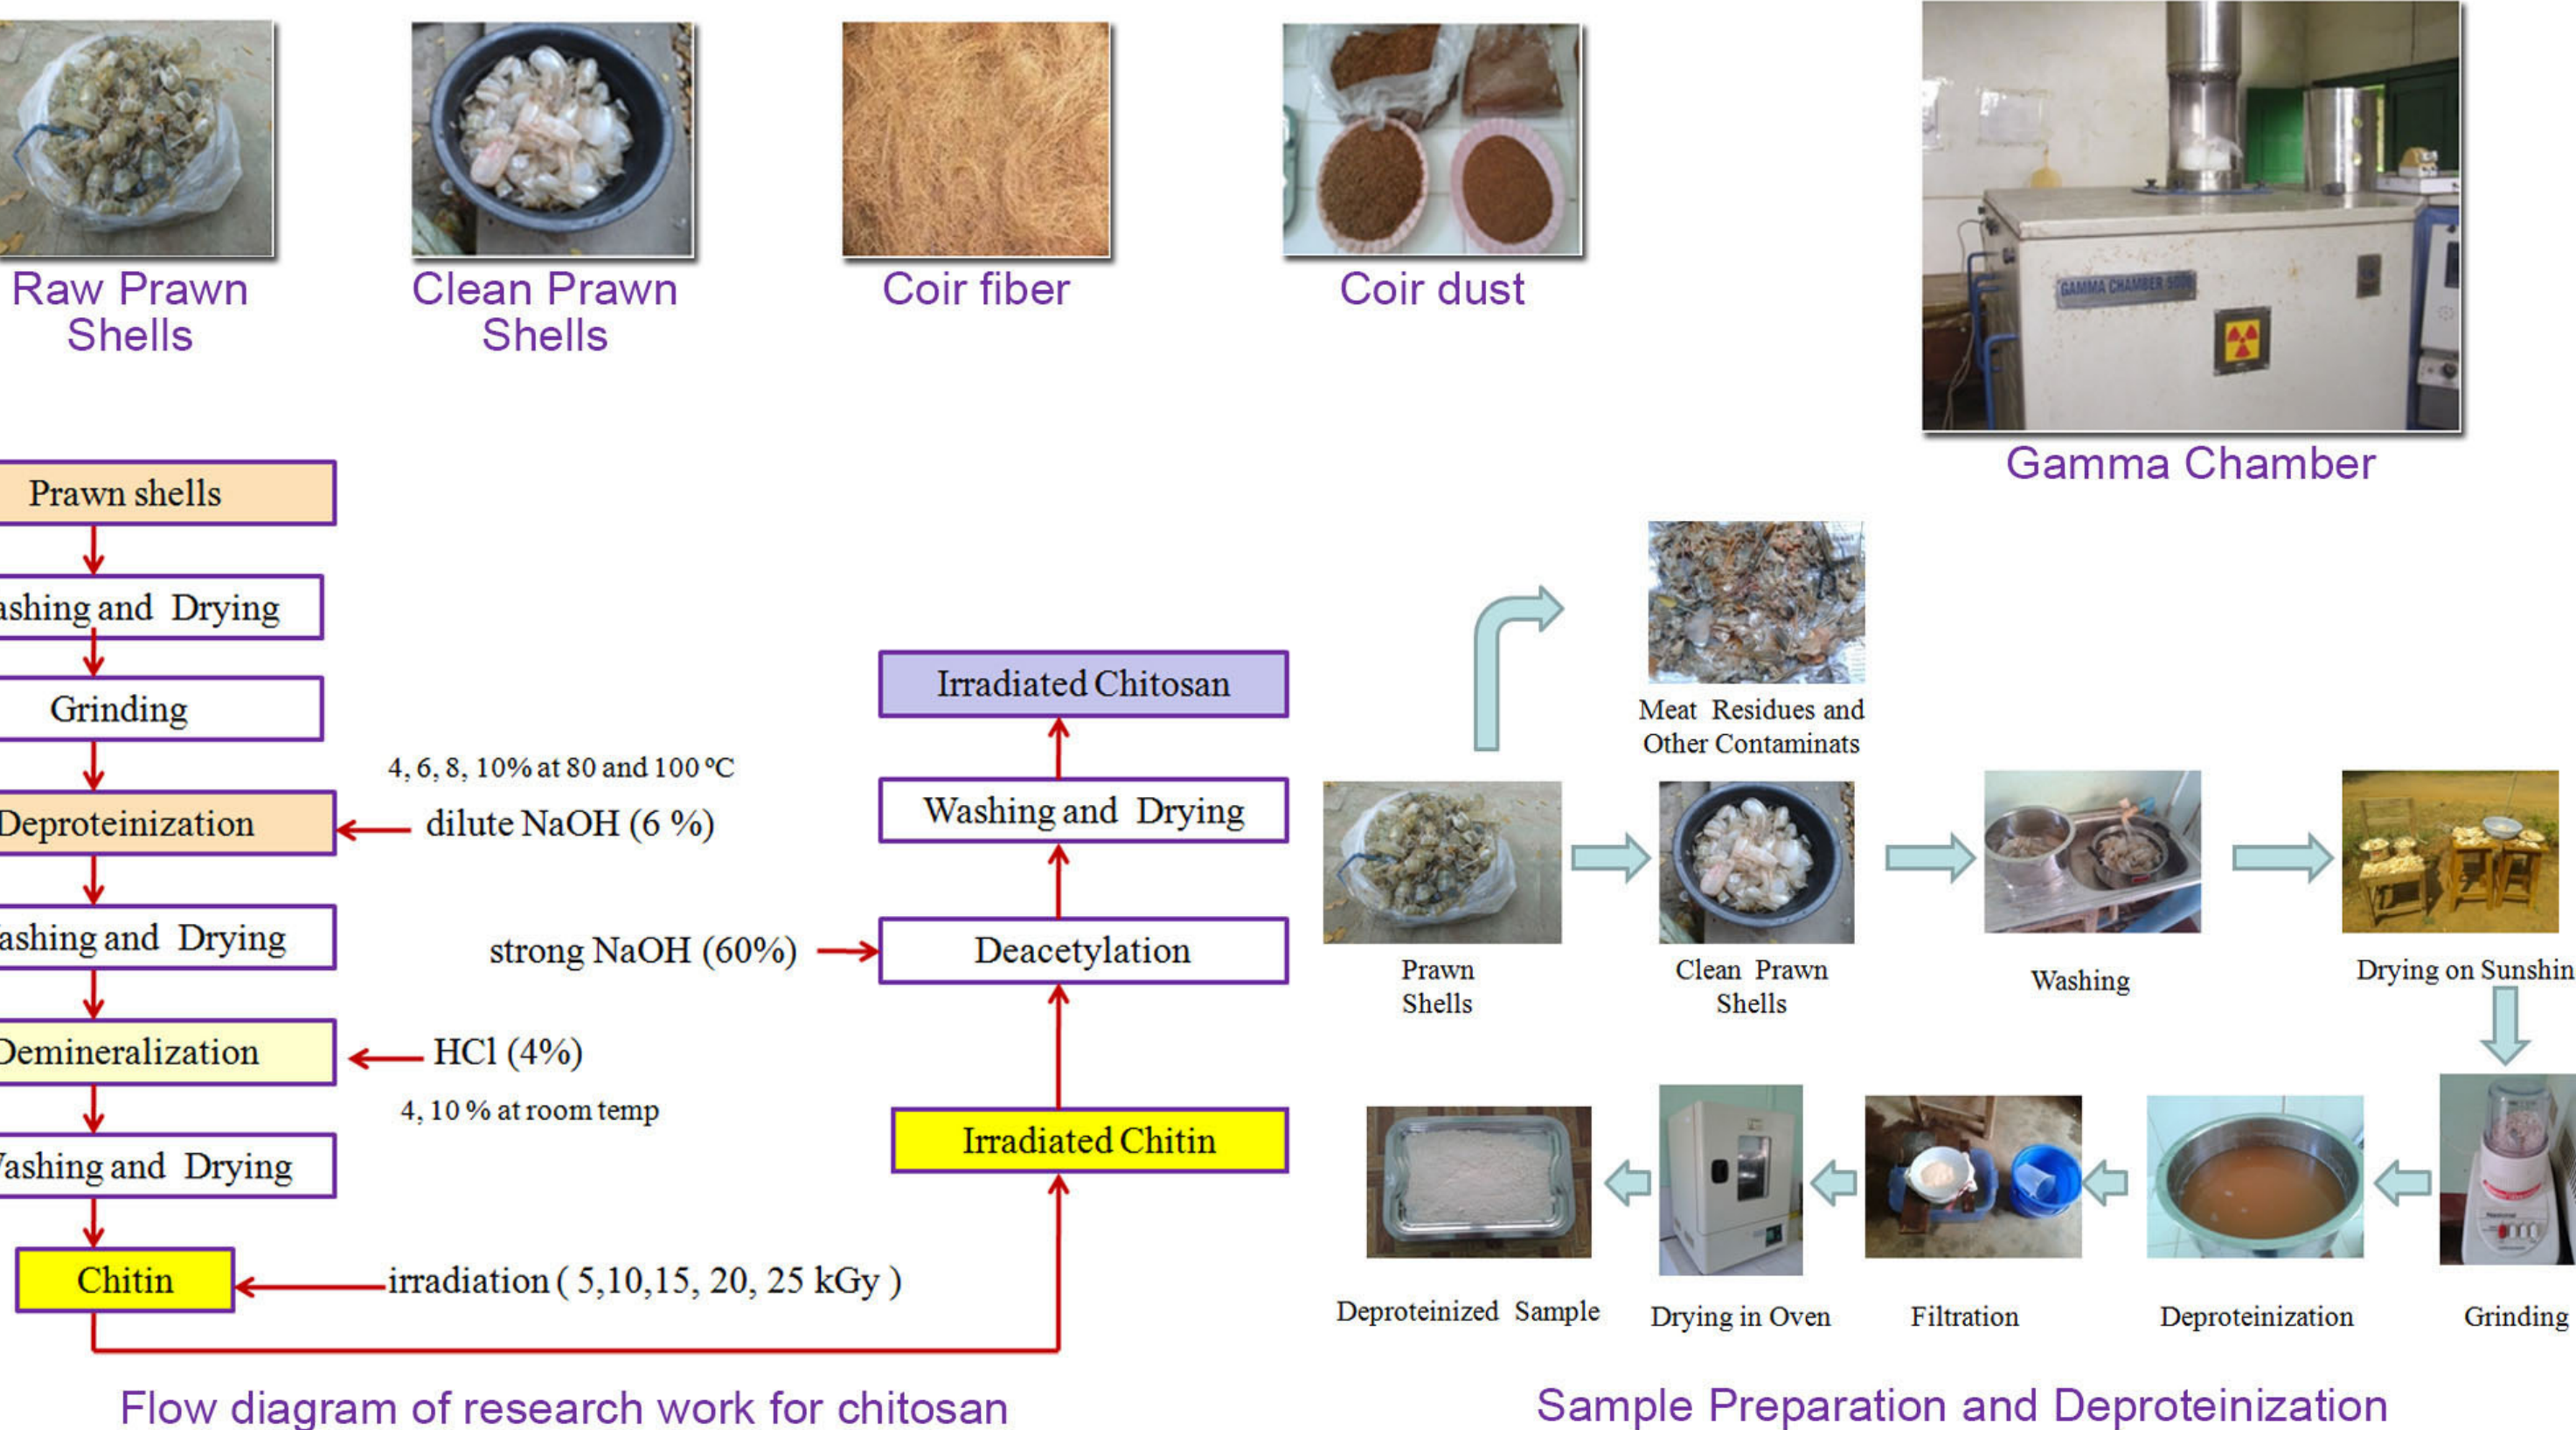 Raw Prawn
Shells
Clean Prawn
Shells
Coir fiber
Coir dust
GAMMA CHAMBER
Gamma Chamber
Prawn shells
ashing and Drying
Grinding
4, 6, 8, 10% at 80 and 100 ºC
Deproteinization
dilute NaOH (6 %)
ashing and Drying
Demineralization
HCl (4%)
4, 10 % at room temp
ashing and Drying
Chitin
irradiation ( 5,10,15, 20, 25 kGy )
Irradiated Chitosan
Washing and Drying
strong NaOH (60%)
Deacetylation
Irradiated Chitin
Flow diagram of research work for chitosan
Meat Residues and
Other Contaminats
Prawn
Shells
Clean Prawn
Shells
Washing
Drying on Sunshin
Deproteinized Sample
Drying in Oven
Filtration
Deproteinization
Grinding
National
Sample Preparation and Deproteinization